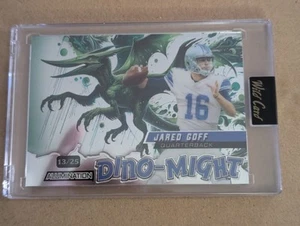 Wild Card
16
JARED GOFF
QUARTERBACK
13/25
ALUMINATION
DINO-MIGHT